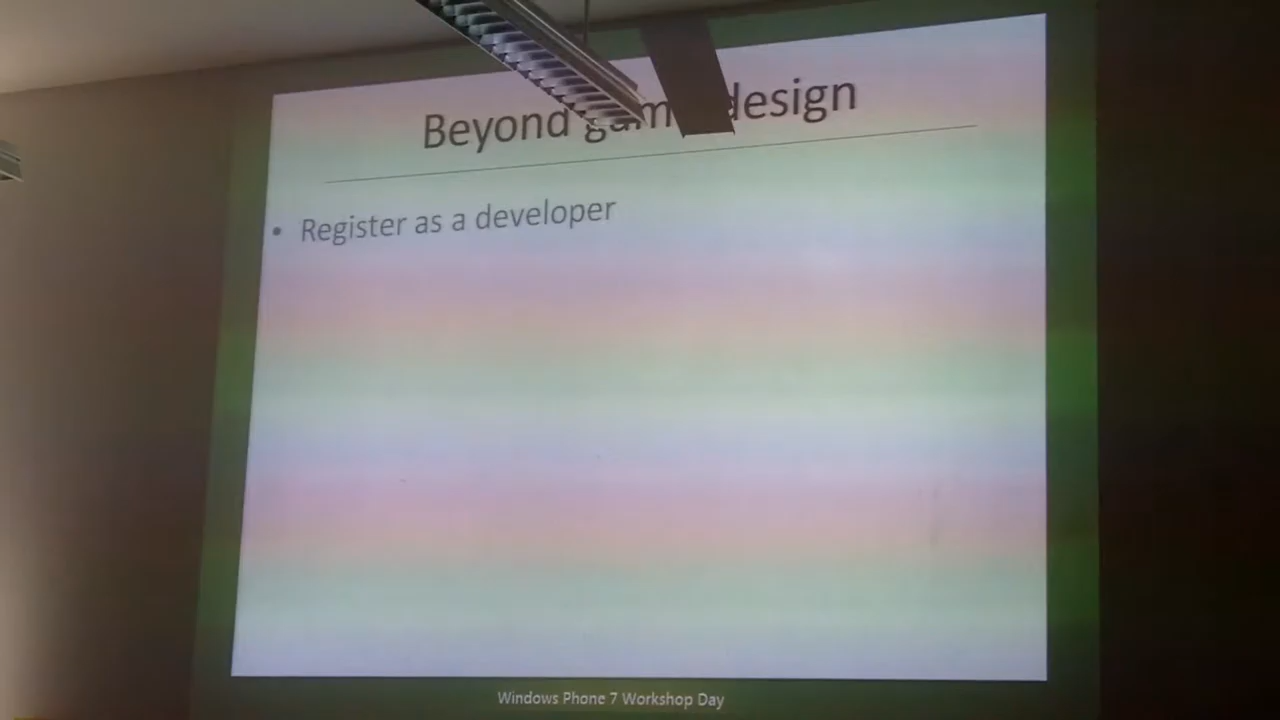 Beyond design
• Register as a developer
Windows Phone 7 Workshop Day